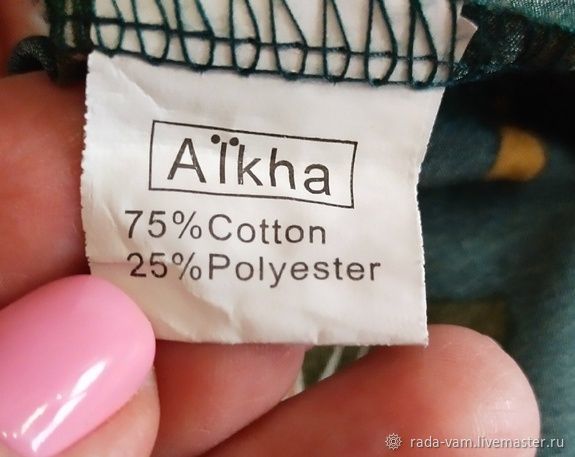 Aïkha
75%Cotton
25%Polyester
rada-vam.livemaster.ru